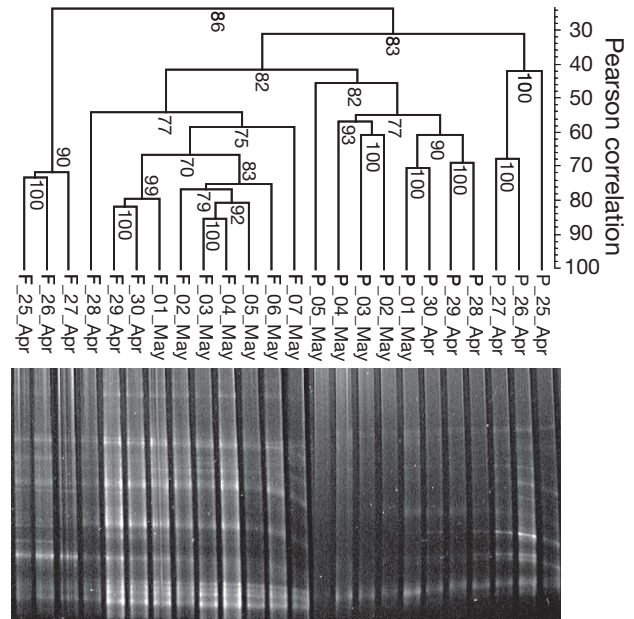 Pearson correlation
30
40
50
60
70
80
90
100
86
83
82
100
82
77
75
77
93
90
100
100
100
100
90
100
70
83
99
100
79
92
100
F_25_Apr
F_26_Apr
F_27_Apr
F_28_Apr
F_29_Apr
F_30_Apr
F_01_May
F_02_May
F_03_May
F_04_May
F_05_May
F_06_May
F_07_May
P_05_May
P_04_May
P_03_May
P_02_May
P_01_May
P_30_Apr
P_29_Apr
P_28_Apr
P_27_Apr
P_26_Apr
P_25_Apr